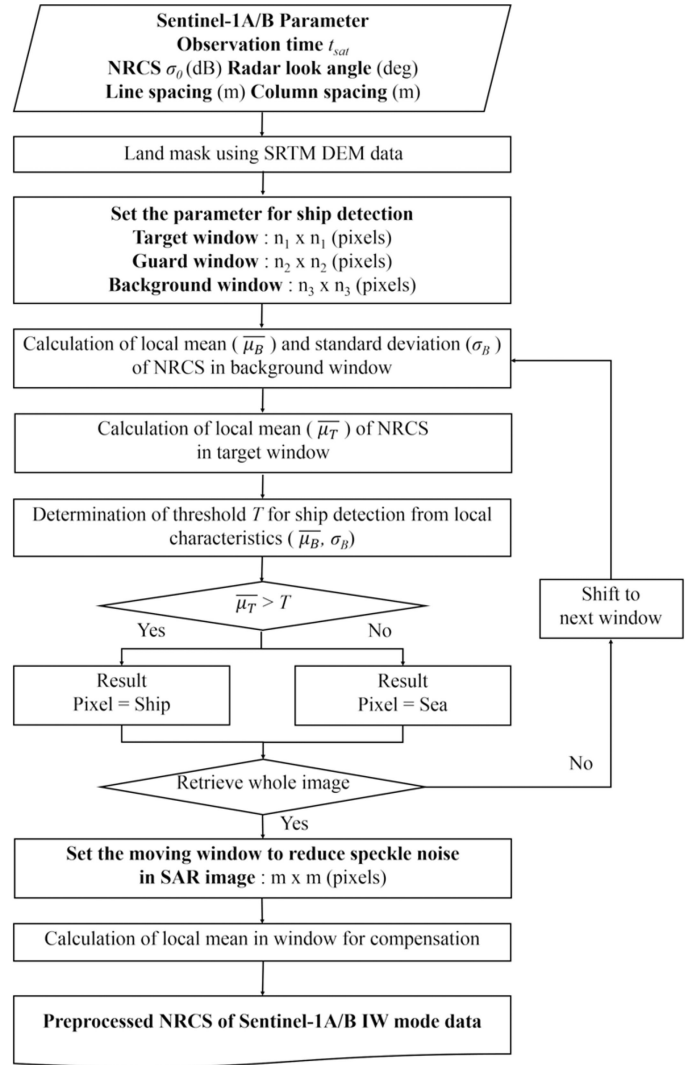 Sentinel-1A/B Parameter
Observation time t_sat
NRCS σ₀ (dB) Radar look angle (deg)
Line spacing (m) Column spacing (m)
Land mask using SRTM DEM data
Set the parameter for ship detection
Target window : n₁ x n₁ (pixels)
Guard window : n₂ x n₂ (pixels)
Background window : n₃ x n₃ (pixels)
Calculation of local mean ( μ̅_B ) and standard deviation (σ_B )
of NRCS in background window
Calculation of local mean ( μ̅_T ) of NRCS
in target window
Determination of threshold T for ship detection from local
characteristics ( μ̅_B, σ_B)
μ̅_T > T
Yes
No
Result
Pixel = Ship
Result
Pixel = Sea
Shift to
next window
Retrieve whole image
No
Yes
Set the moving window to reduce speckle noise
in SAR image : m x m (pixels)
Calculation of local mean in window for compensation
Preprocessed NRCS of Sentinel-1A/B IW mode data